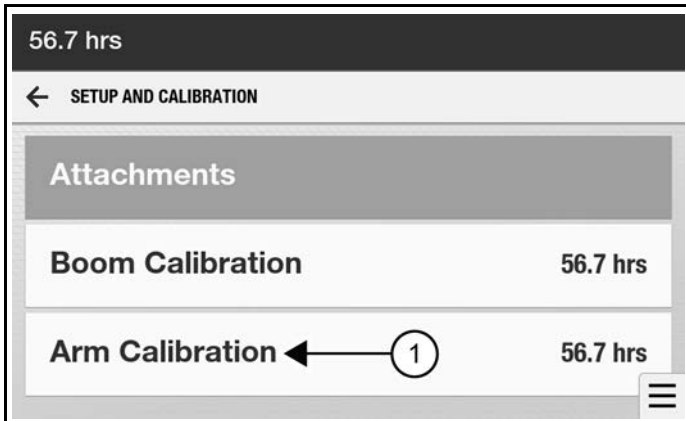 56.7 hrs
SETUP AND CALIBRATION
Attachments
Boom Calibration 56.7 hrs
Arm Calibration 1 56.7 hrs